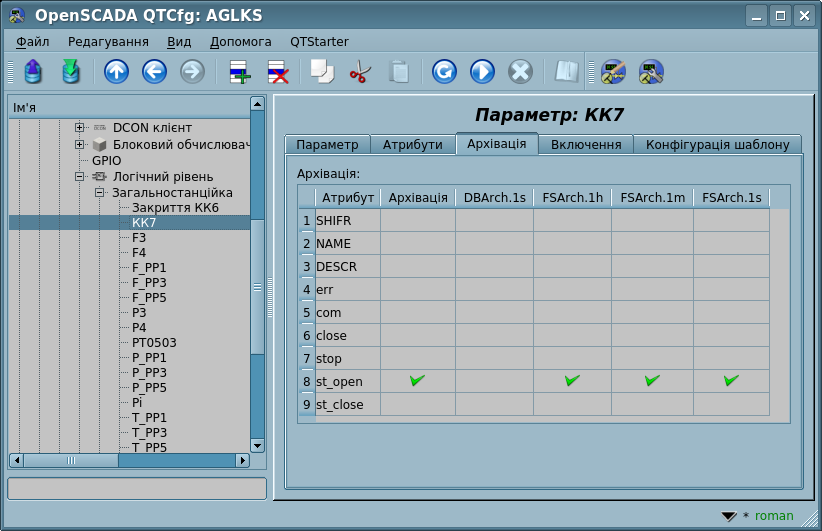 OpenSCADA QTCfg: AGLKS
Файл Редагування Вид Допомога QTStarter
Ім'я
DCON клієнт
Блоковий обчислювач
GPIO
Логічний рівень
Загальностанційка
Закриття КК6
КК7
F3
F4
F_PP1
F_PP3
F_PP5
P3
P4
PT0503
P_PP1
P_PP3
P_PP5
Pi
T_PP1
T_PP3
T_PP5
Параметр: КК7
Параметр Атрибути Архівація Включення Конфігурація шаблону
Архівація:
Атрибут Архівація DBArch.1s FSArch.1h FSArch.1m FSArch.1s
1 SHIFR
2 NAME
3 DESCR
4 err
5 com
6 close
7 stop
8 st_open
9 st_close
* roman